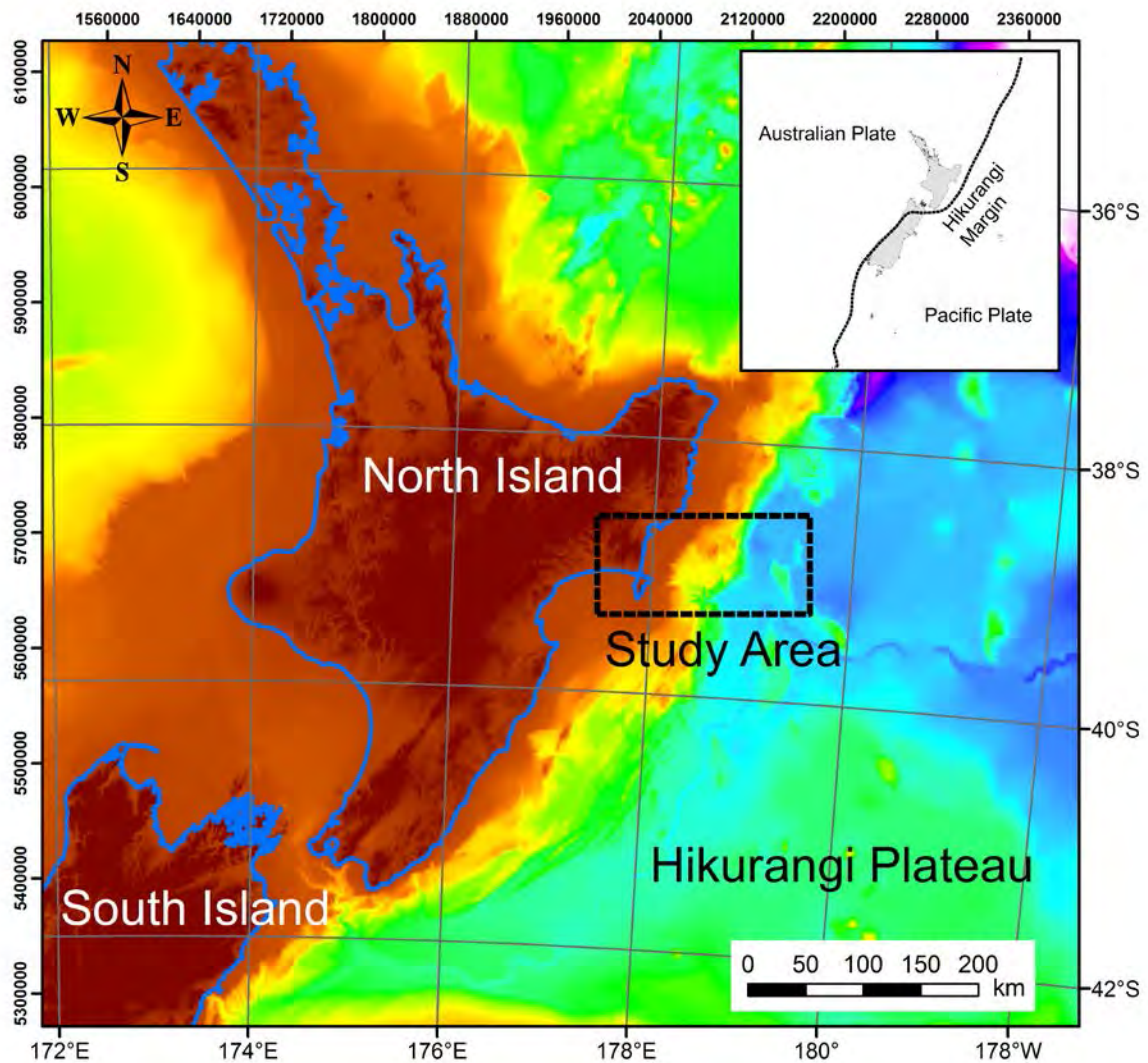 1560000 1640000 1720000 1800000 1880000 1960000 2040000 2120000 2200000 2280000 2360000
6100000
6000000
5900000
5800000
5700000
5600000
5500000
5400000
5300000
N
W E
S
Australian Plate
Hikurangi
Margin
Pacific Plate
36°S
38°S
40°S
42°S
North Island
Study Area
Hikurangi Plateau
South Island
0 50 100 150 200
km
172°E 174°E 176°E 178°E 180° 178°W